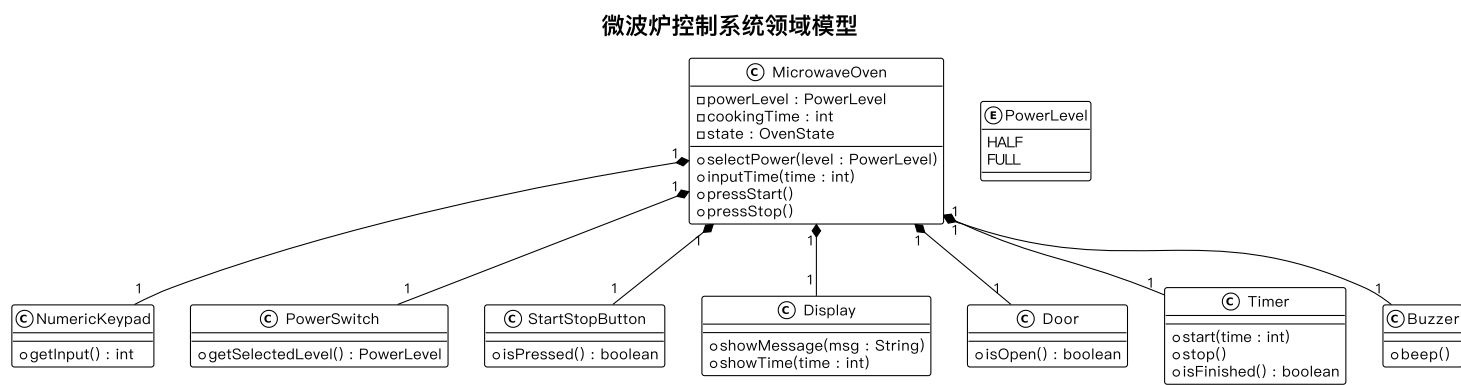 微波炉控制系统领域模型
C MicrowaveOven
powerLevel : PowerLevel
cookingTime : int
state : OvenState
selectPower(level : PowerLevel)
inputTime(time : int)
pressStart()
pressStop()
E PowerLevel
HALF
FULL
1
1
1
1
1
1
1
1
1
1
1
1
1
1
C NumericKeypad
getInput() : int
C PowerSwitch
getSelectedLevel() : PowerLevel
C StartStopButton
isPressed() : boolean
C Display
showMessage(msg : String)
showTime(time : int)
C Door
isOpen() : boolean
C Timer
start(time : int)
stop()
isFinished() : boolean
C Buzzer
beep()